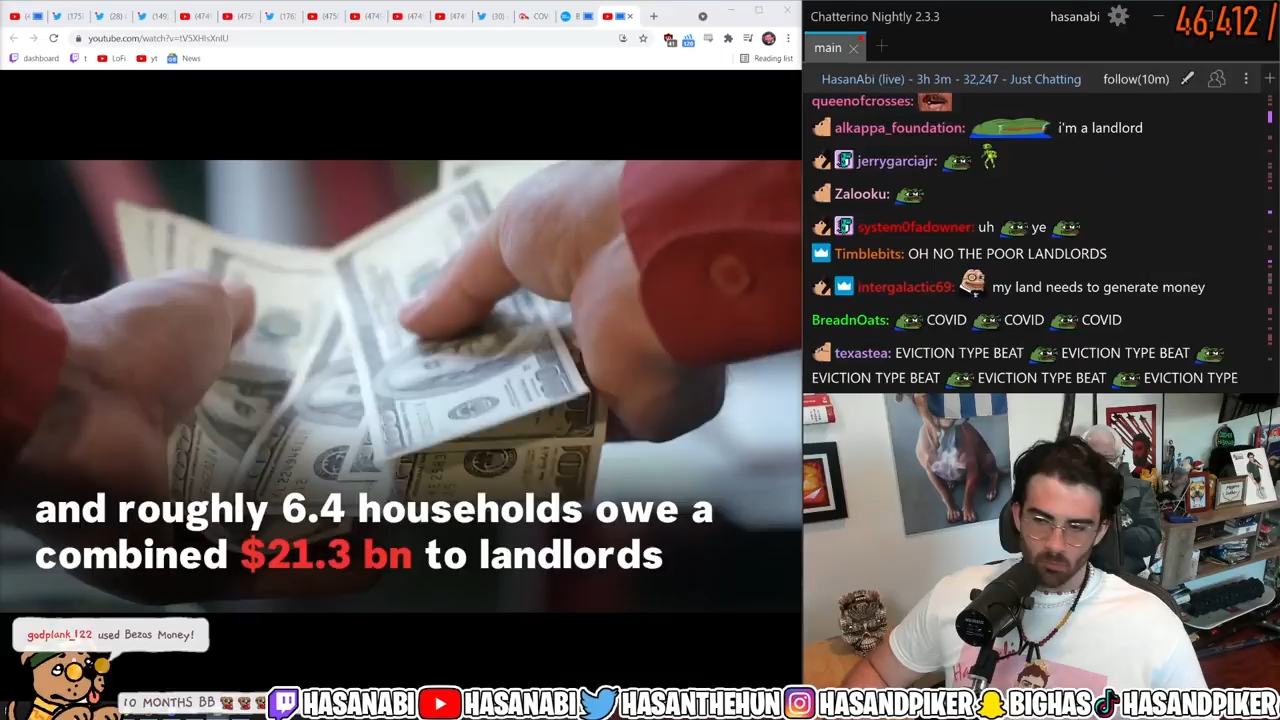 youtube.com/watch?v=tV5XHIsXnIU
dashboard
t
LoFi
yt
News
Reading list
and roughly 6.4 households owe a
combined $21.3 bn to landlords
Chatterino Nightly 2.3.3
hasanabi
46,412 /
main
HasanAbi (live) - 3h 3m - 32,247 - Just Chatting
follow(10m)
queenofcrosses:
alkappa_foundation: i'm a landlord
jerrygarciajr:
Zalooku:
system0fadowner: uh ye
Timblebits: OH NO THE POOR LANDLORDS
intergalactic69: my land needs to generate money
BreadnOats: COVID COVID COVID
texastea: EVICTION TYPE BEAT EVICTION TYPE BEAT
EVICTION TYPE BEAT EVICTION TYPE BEAT EVICTION TYPE
godplank_122 used Bezos Money!
10 MONTHS BB
HASANABI HASANABI HASANTHEHUN HASANDPIKER BIGHAS HASANDPIKER